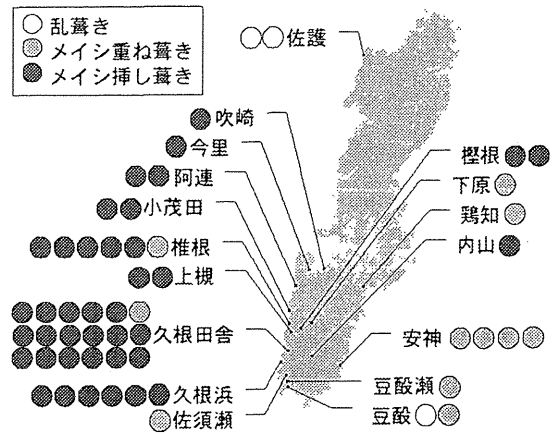 乱葺き
メイシ重ね葺き
メイシ挿し葺き
佐護
吹崎
今里
阿連
小茂田
椎根
上槻
久根田舎
久根浜
佐須瀬
樫根
下原
鶏知
内山
安神
豆酘瀬
豆酘